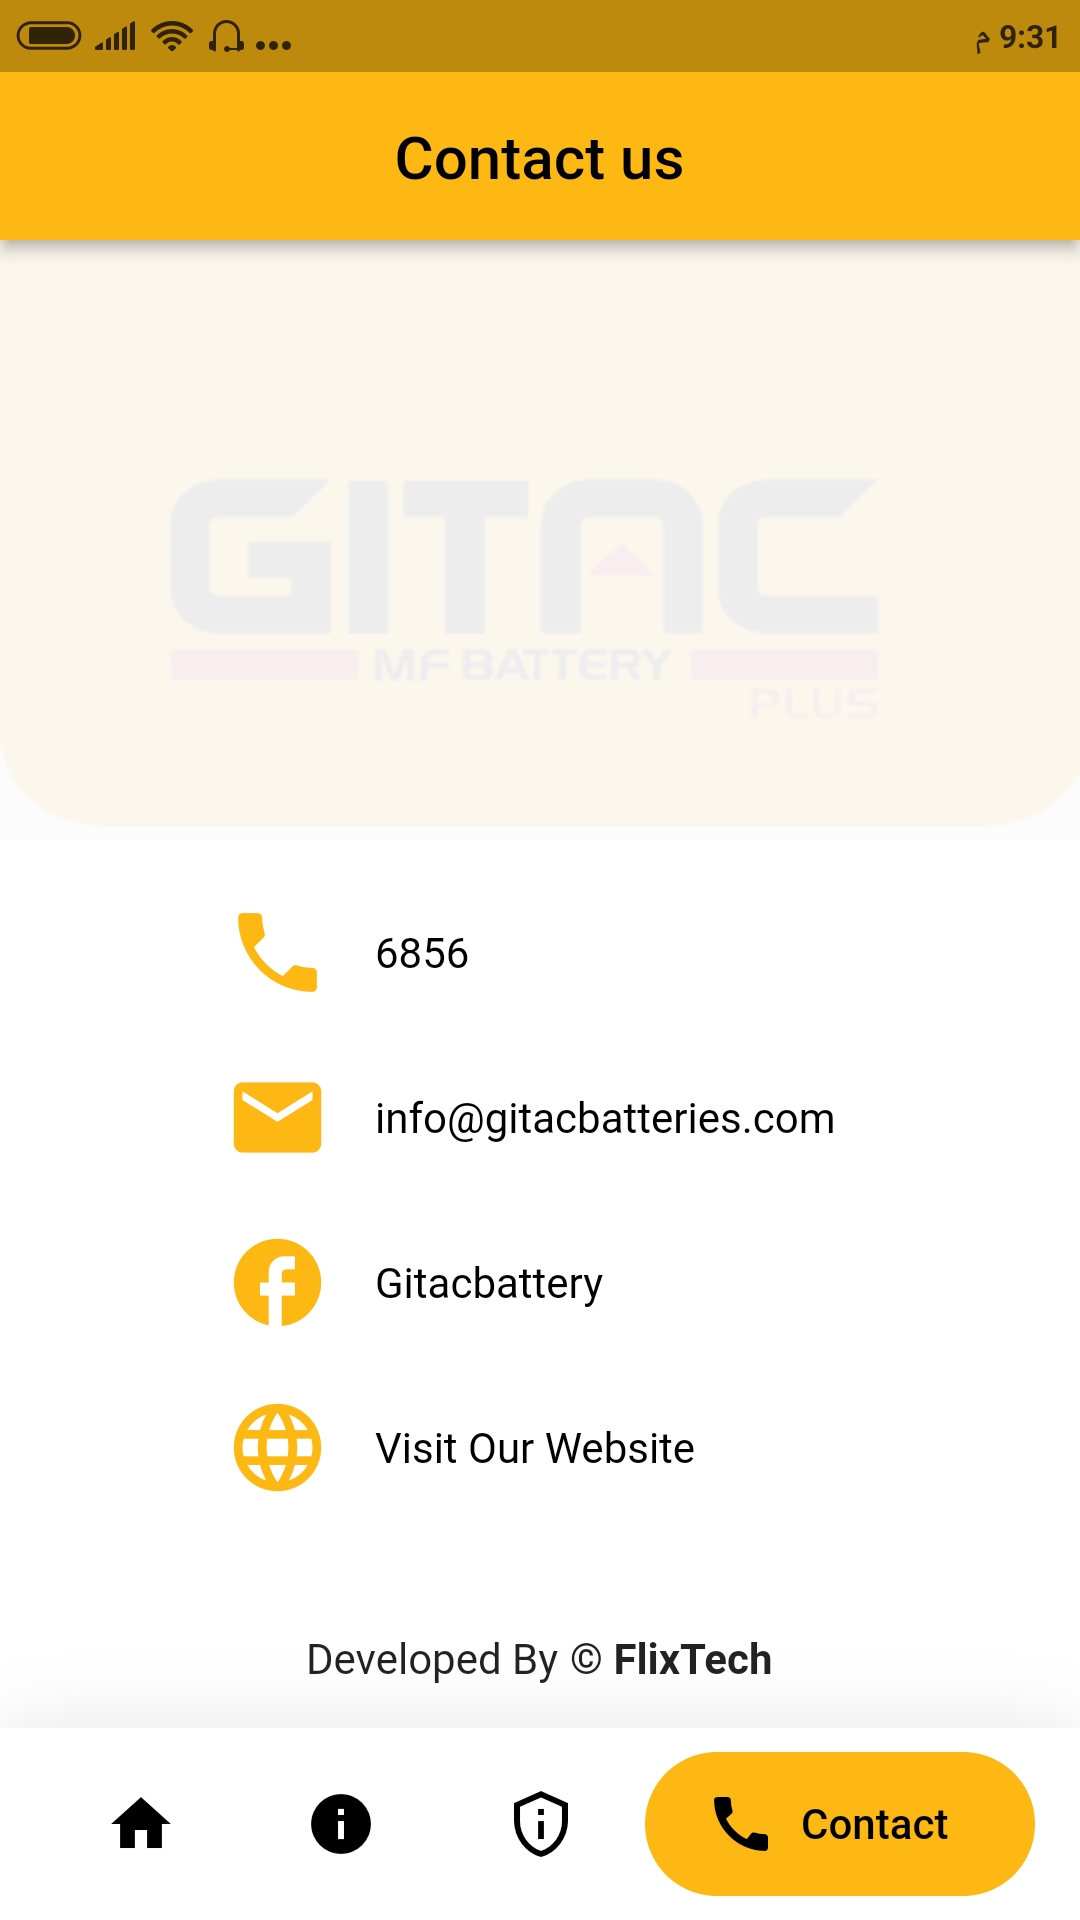 9:31 م
Contact us
GITAC
MF BATTERY
PLUS
6856
info@gitacbatteries.com
Gitacbattery
Visit Our Website
Developed By © FlixTech
Contact